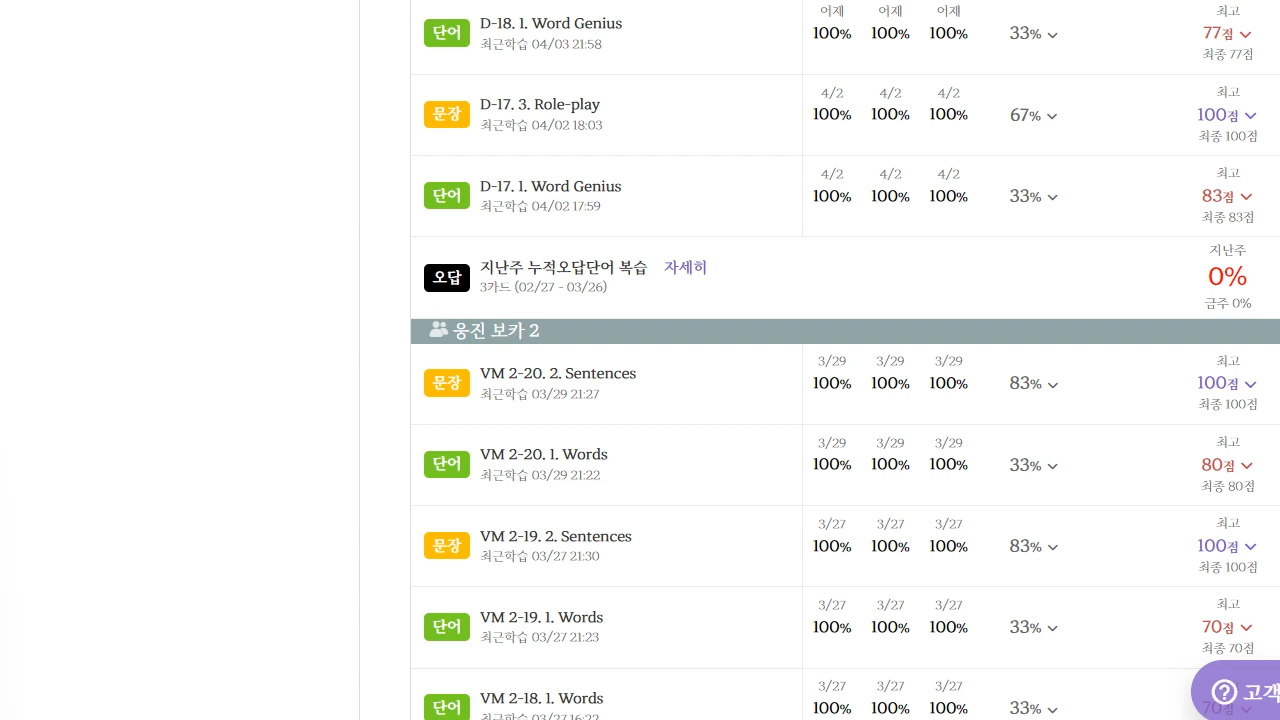 단어 D-18. 1. Word Genius
최근학습 04/03 21:58
어제 어제 어제
100% 100% 100% 33%
최고
77점
최종 77점
문장 D-17. 3. Role-play
최근학습 04/02 18:03
4/2 4/2 4/2
100% 100% 100% 67%
최고
100점
최종 100점
단어 D-17. 1. Word Genius
최근학습 04/02 17:59
4/2 4/2 4/2
100% 100% 100% 33%
최고
83점
최종 83점
오답 지난주 누적오답단어 복습 자세히
3카드 (02/27 - 03/26)
지난주
0%
금주 0%
웅진 보카 2
문장 VM 2-20. 2. Sentences
최근학습 03/29 21:27
3/29 3/29 3/29
100% 100% 100% 83%
최고
100점
최종 100점
단어 VM 2-20. 1. Words
최근학습 03/29 21:22
3/29 3/29 3/29
100% 100% 100% 33%
최고
80점
최종 80점
문장 VM 2-19. 2. Sentences
최근학습 03/27 21:30
3/27 3/27 3/27
100% 100% 100% 83%
최고
100점
최종 100점
단어 VM 2-19. 1. Words
최근학습 03/27 21:23
3/27 3/27 3/27
100% 100% 100% 33%
최고
70점
최종 70점
단어 VM 2-18. 1. Words
최근학습 03/27 16:22
3/27 3/27 3/27
100% 100% 100% 33%
70점
고객